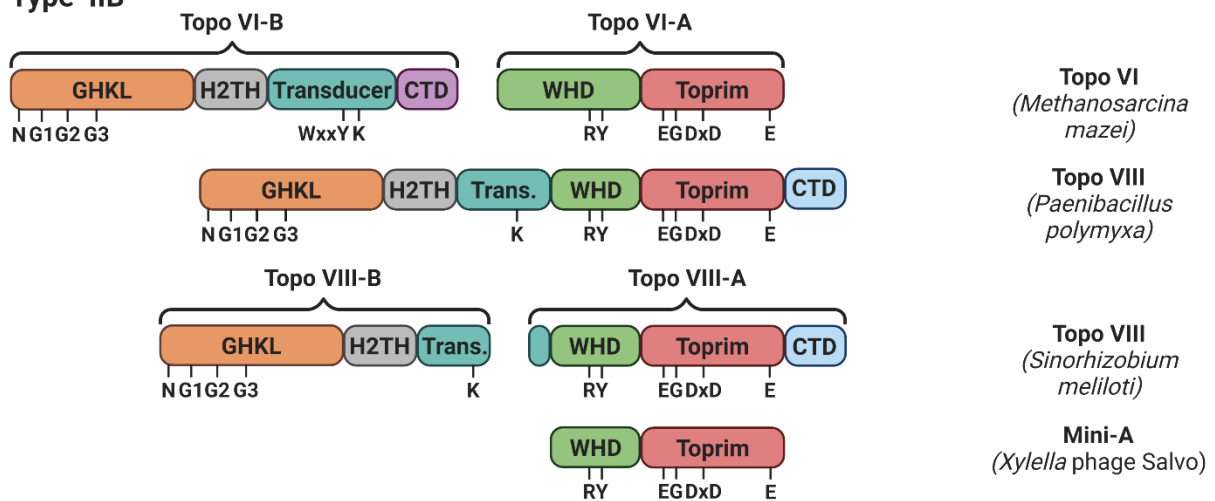 Type IIB
Topo VI-B Topo VI-A
GHKL H2TH Transducer CTD WHD Toprim
N G1 G2 G3 WxxY K RY EG DxD E
Topo VI
(Methanosarcina
mazei)
GHKL H2TH Trans. WHD Toprim CTD
N G1 G2 G3 K RY EG DxD E
Topo VIII
(Paenibacillus
polymyxa)
Topo VIII-B Topo VIII-A
GHKL H2TH Trans. WHD Toprim CTD
N G1 G2 G3 K RY EG DxD E
Topo VIII
(Sinorhizobium
meliloti)
WHD Toprim
RY EG DxD E
Mini-A
(Xylella phage Salvo)